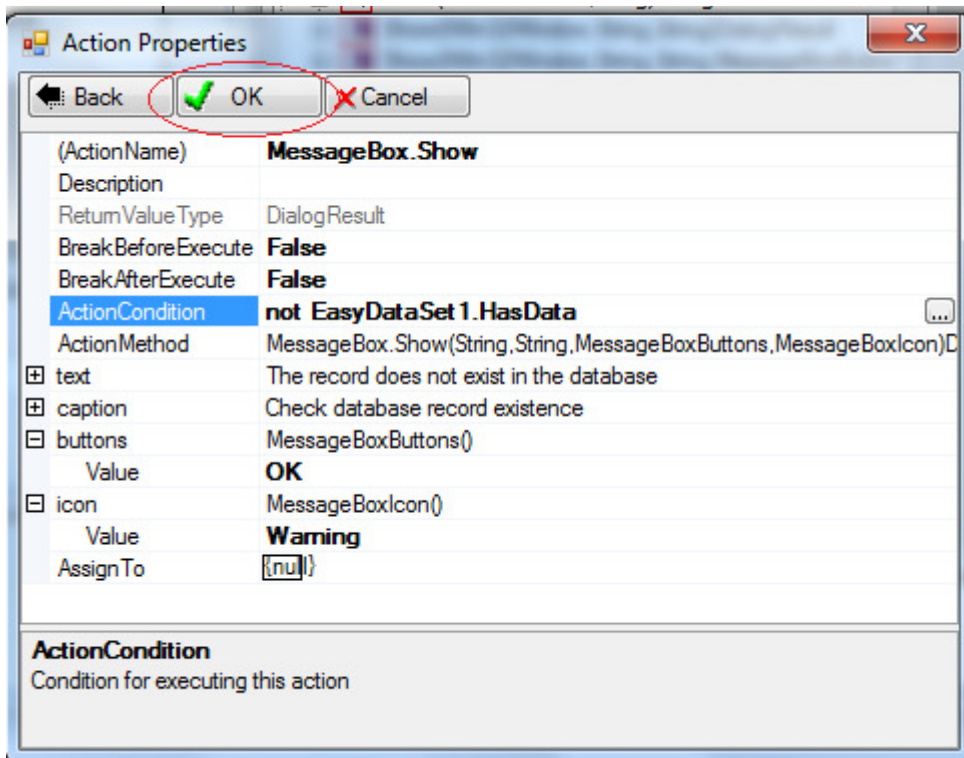 Action Properties
Back OK Cancel
(ActionName) MessageBox.Show
Description
ReturnValueType DialogResult
BreakBeforeExecute False
BreakAfterExecute False
ActionCondition not EasyDataSet1.HasData ...
ActionMethod MessageBox.Show(String,String,MessageBoxButtons,MessageBoxIcon)D
text The record does not exist in the database
caption Check database record existence
buttons MessageBoxButtons()
Value OK
icon MessageBoxIcon()
Value Warning
AssignTo {null}
ActionCondition
Condition for executing this action